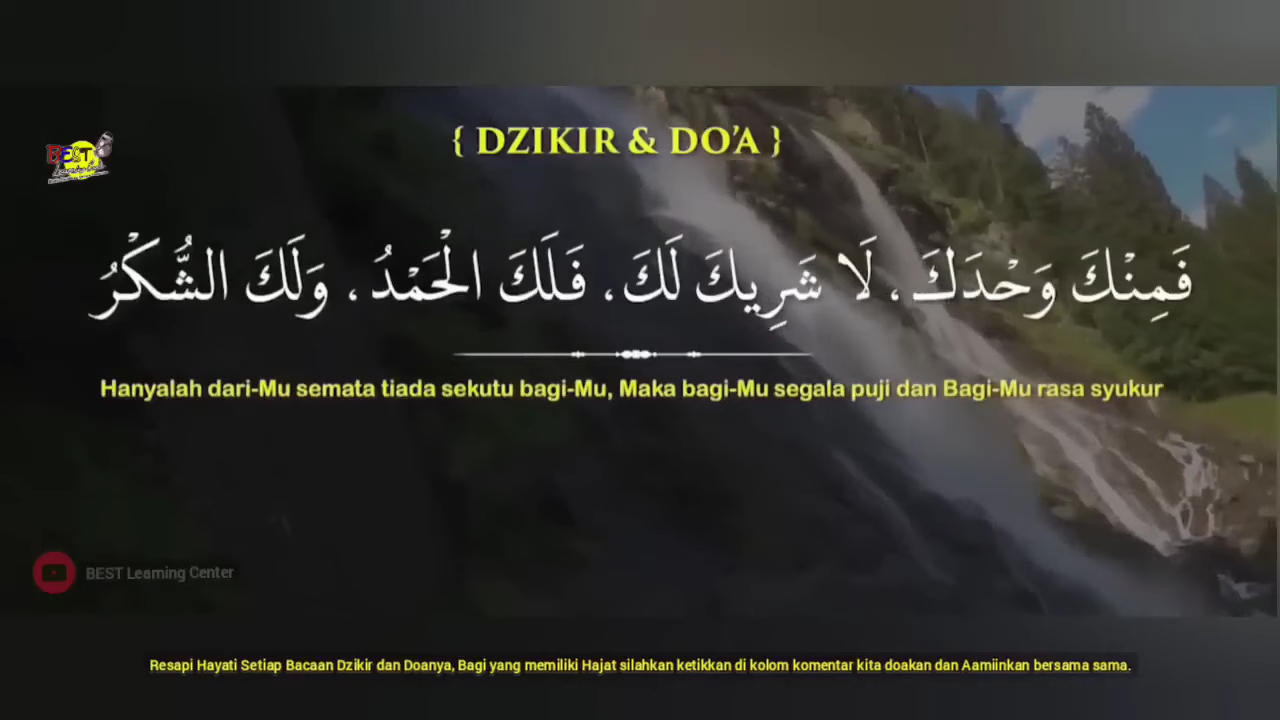 { DZIKIR & DO'A }
BEST
فَمِنْكَ وَحْدَكَ، لَا شَرِيكَ لَكَ، فَلَكَ الْحَمْدُ، وَلَكَ الشُّكْرُ
Hanyalah dari-Mu semata tiada sekutu bagi-Mu, Maka bagi-Mu segala puji dan Bagi-Mu rasa syukur
BEST Learning Center
Resapi Hayati Setiap Bacaan Dzikir dan Doanya, Bagi yang memiliki Hajat silahkan ketikkan di kolom komentar kita doakan dan Aamiinkan bersama sama.